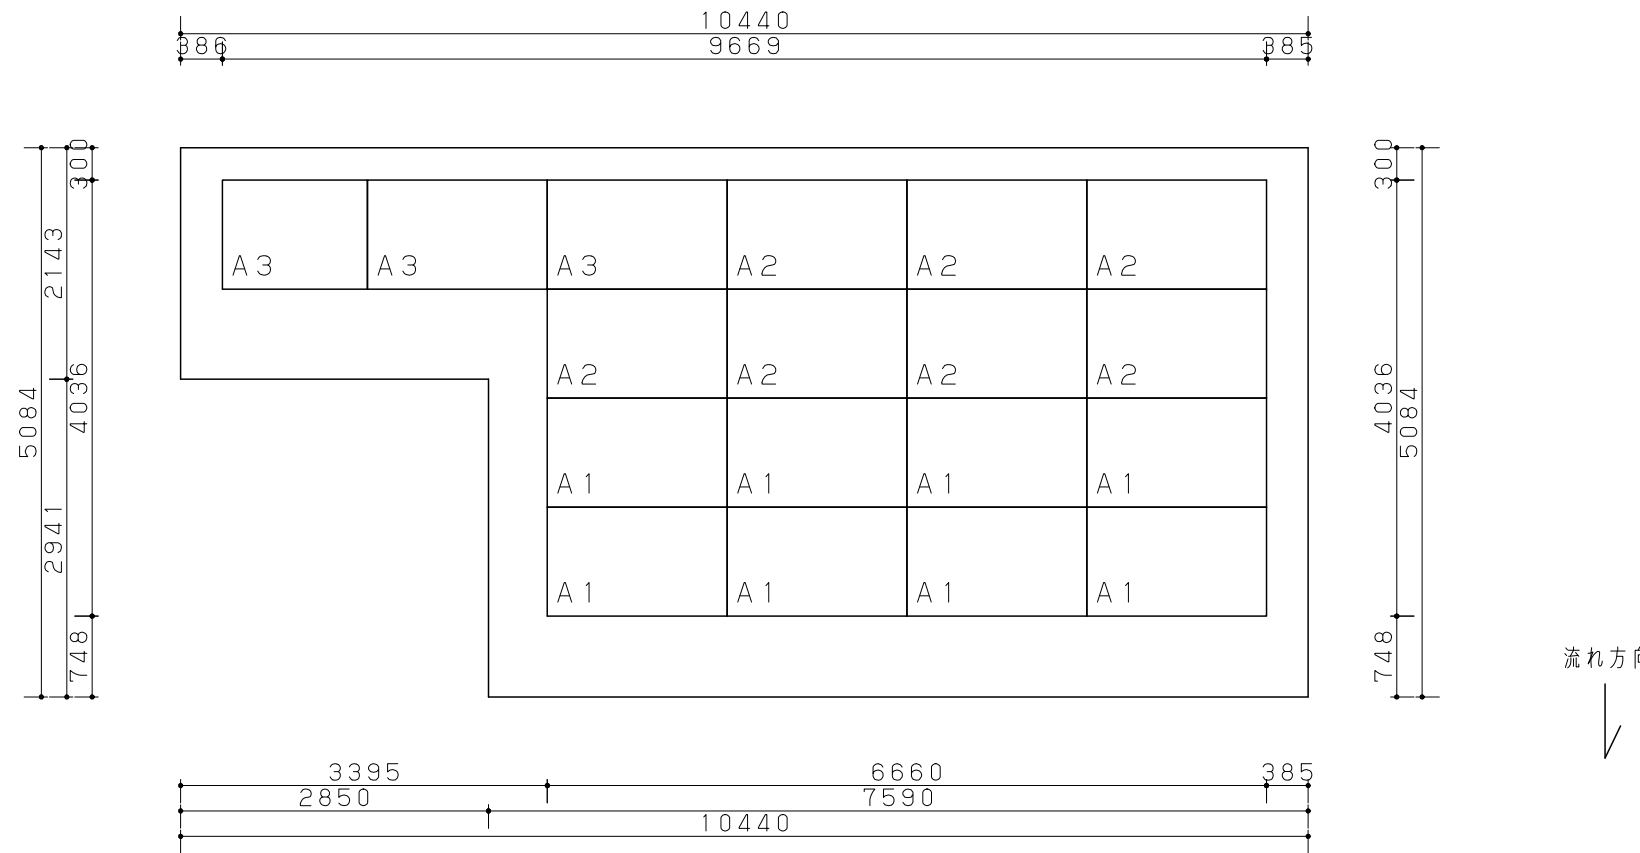 10440
386 9669 385
300 300
2143
A3 A3 A3 A2 A2 A2
5084 4036 4036 5084
A2 A2 A2 A2
2941
A1 A1 A1 A1
A1 A1 A1 A1
748 748
流れ方向
3395 6660 385
2850 7590
10440